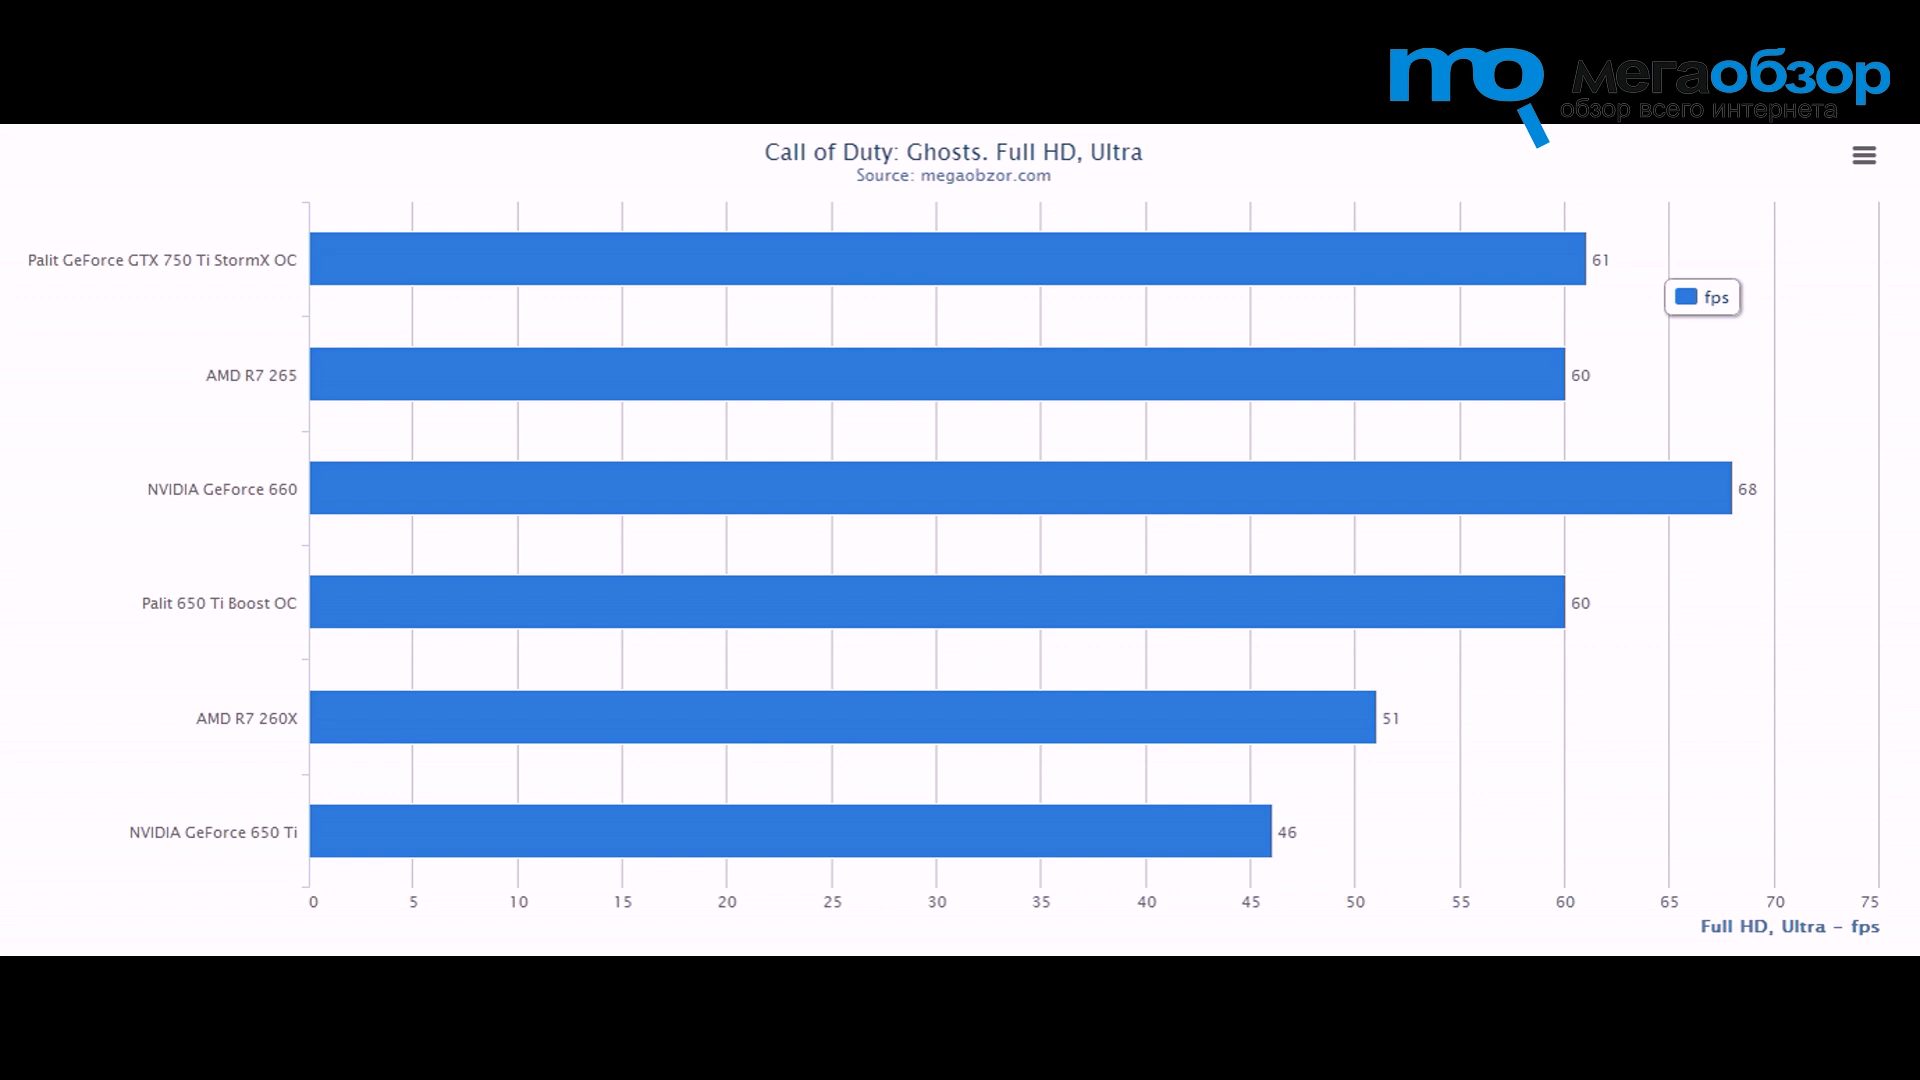 mo мегаобзор
обзор всего интернета
Call of Duty: Ghosts. Full HD, Ultra
Source: megaobzor.com
Palit GeForce GTX 750 Ti StormX OC 61
fps
AMD R7 265 60
NVIDIA GeForce 660 68
Palit 650 Ti Boost OC 60
AMD R7 260X 51
NVIDIA GeForce 650 Ti 46
0 5 10 15 20 25 30 35 40 45 50 55 60 65 70 75
Full HD, Ultra - fps